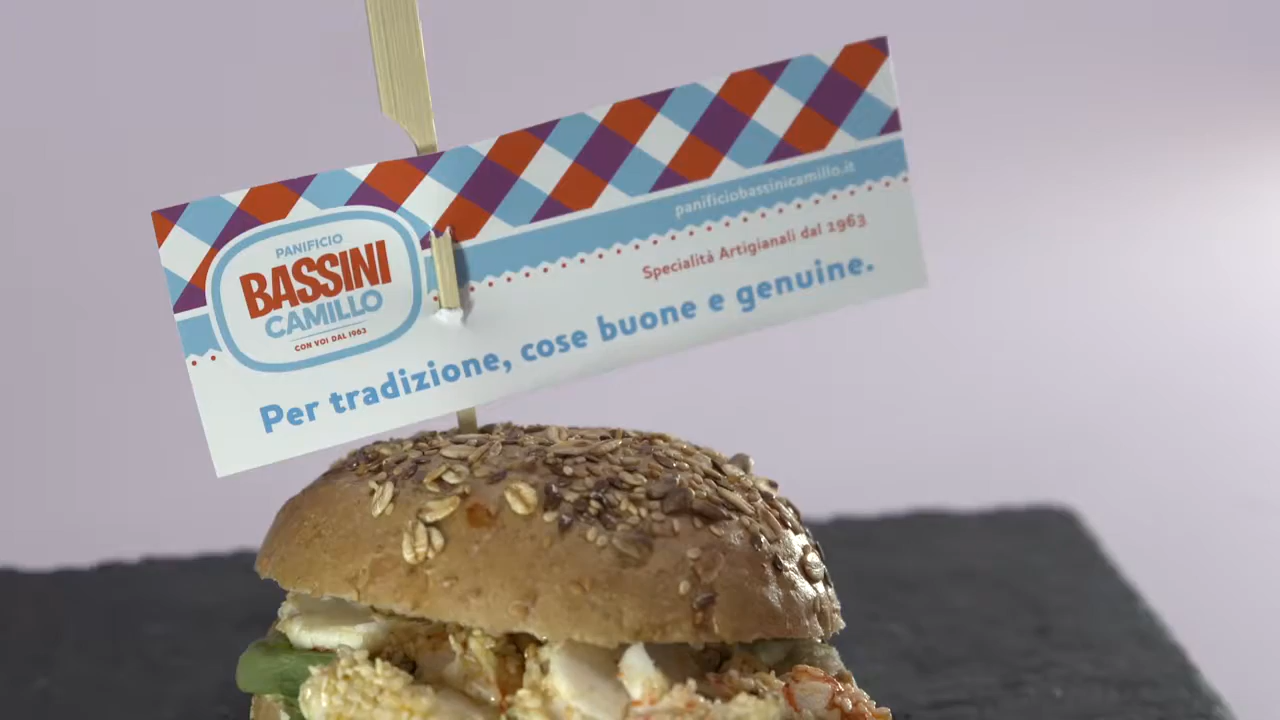 PANIFICIO
BASSINI
CAMILLO
CON VOI DAL 1963
panificiobassinicamillo.it
Specialità Artigianali dal 1963
Per tradizione, cose buone e genuine.